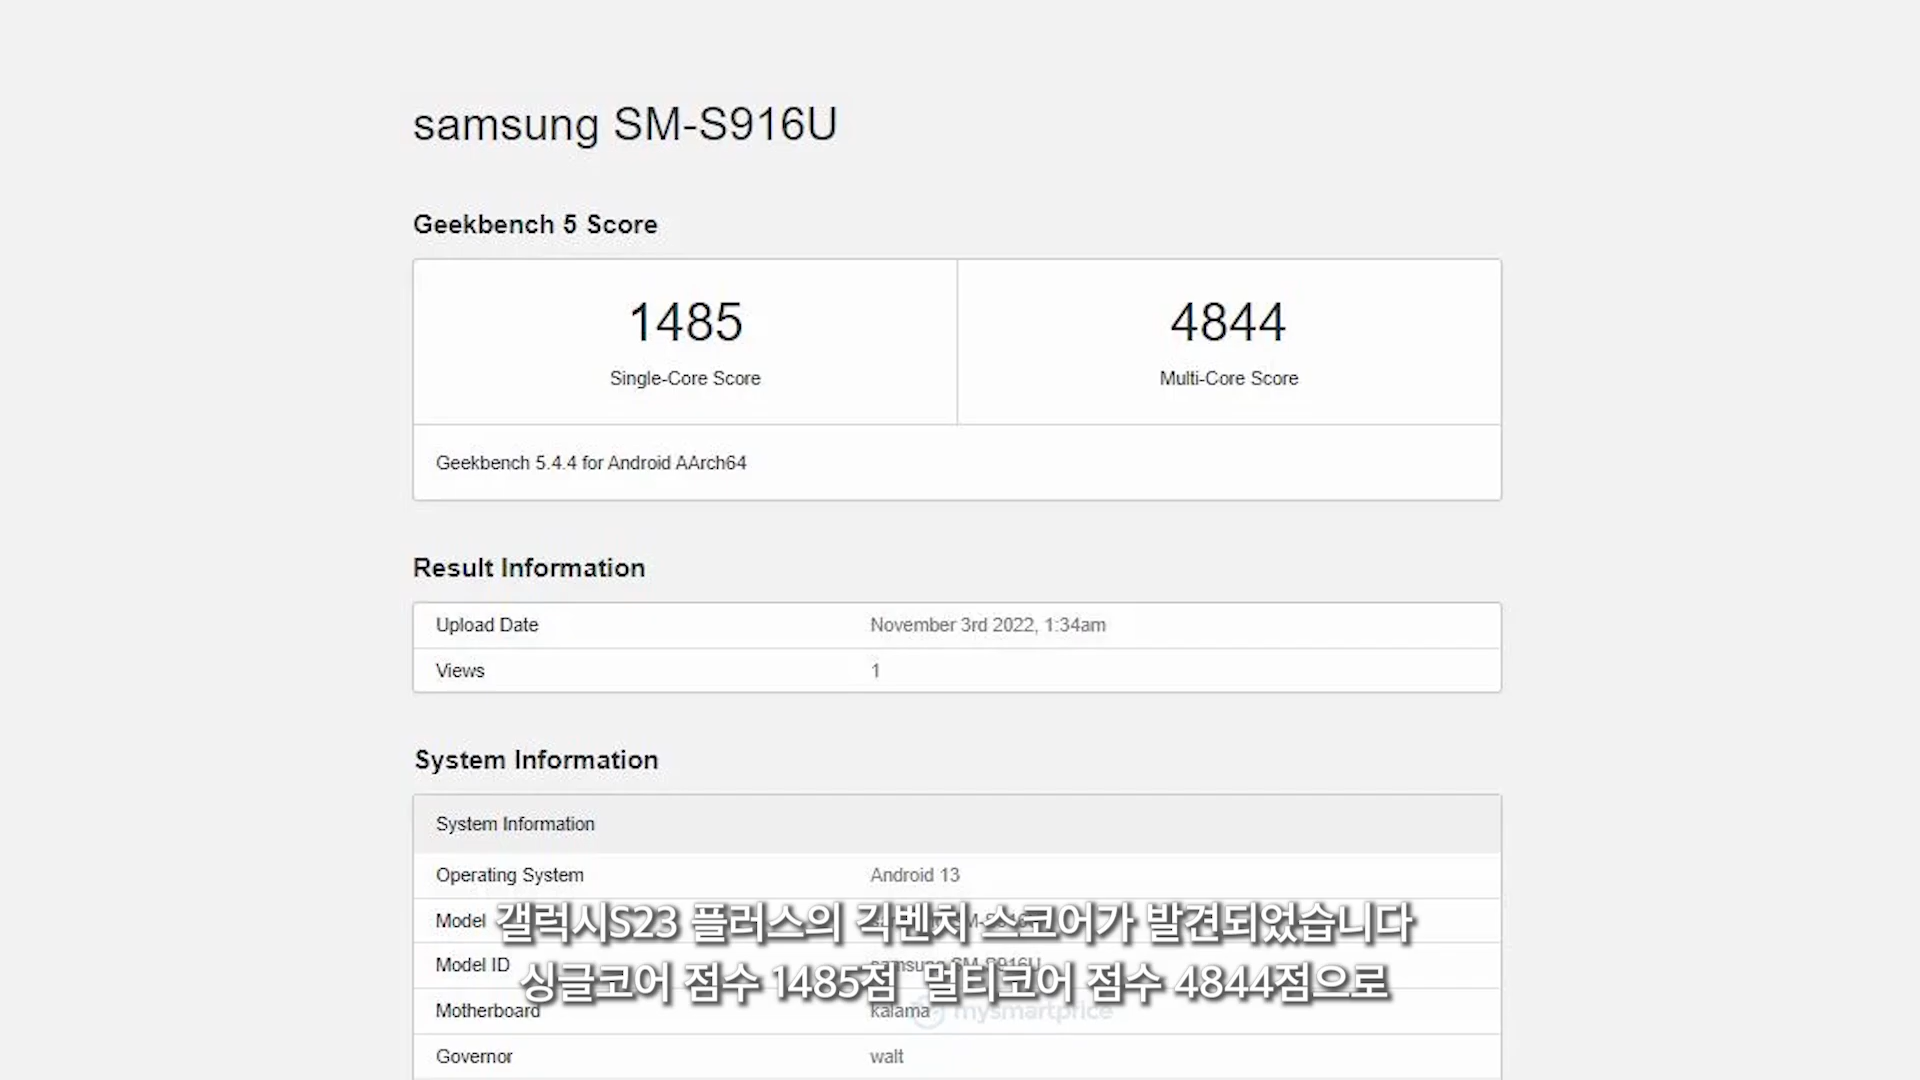 samsung SM-S916U
Geekbench 5 Score
1485
4844
Single-Core Score
Multi-Core Score
Geekbench 5.4.4 for Android AArch64
Result Information
Upload Date November 3rd 2022, 1:34am
Views 1
System Information
System Information
Operating System Android 13
Model
갤럭시S23 플러스의 긱벤치 스코어가 발견되었습니다
Model ID samsung SM-S916U
싱글코어 점수 1485점 멀티코어 점수 4844점으로
Motherboard kalama
mysmartprice
Governor walt